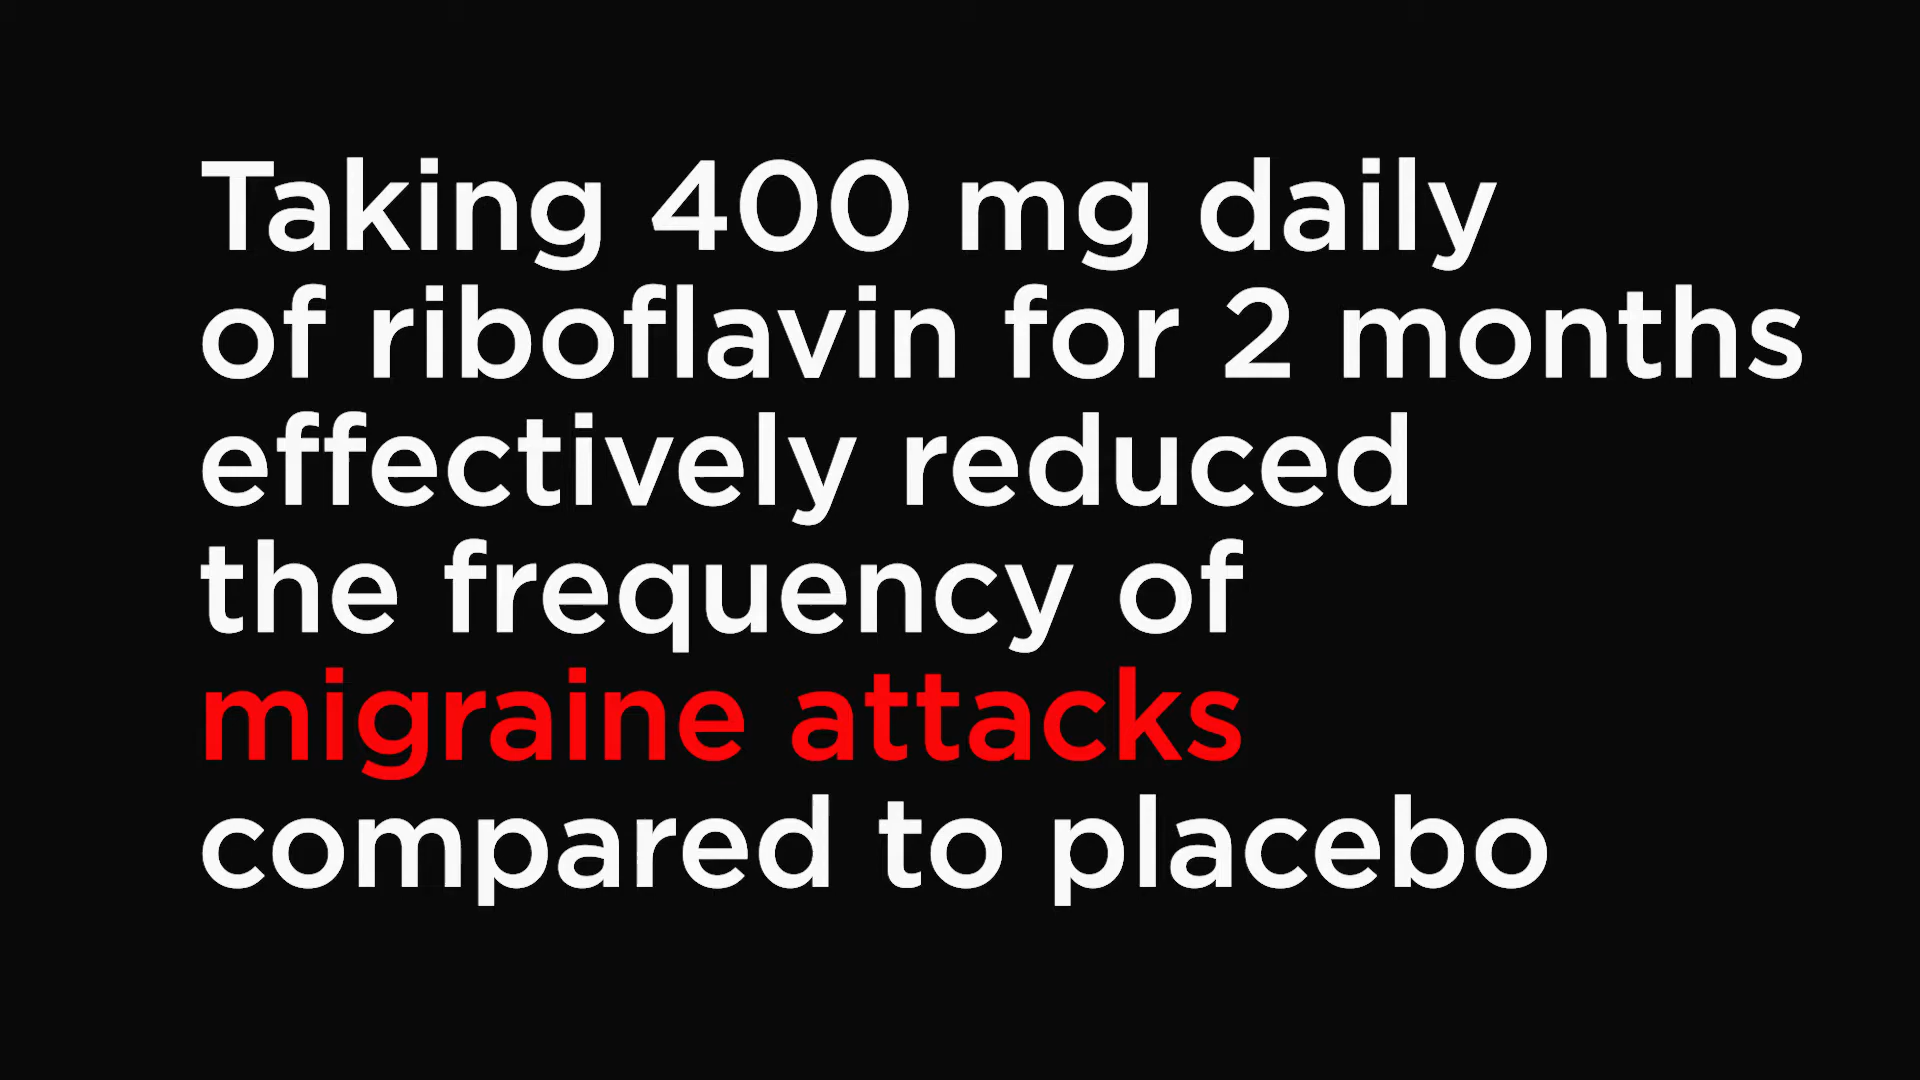 Taking 400 mg daily
of riboflavin for 2 months
effectively reduced
the frequency of
migraine attacks
compared to placebo